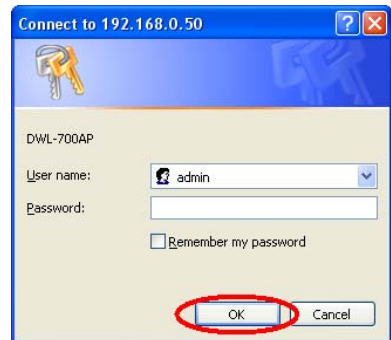 Connect to 192.168.0.50
DWL-700AP
User name:
admin
Password:
Remember my password
OK
Cancel